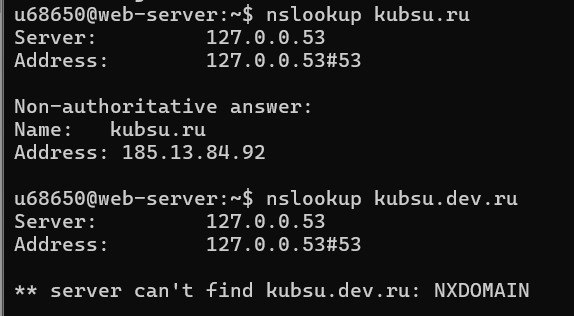 u68650@web-server:~$ nslookup kubsu.ru
Server:         127.0.0.53
Address:        127.0.0.53#53

Non-authoritative answer:
Name:   kubsu.ru
Address: 185.13.84.92

u68650@web-server:~$ nslookup kubsu.dev.ru
Server:         127.0.0.53
Address:        127.0.0.53#53

** server can't find kubsu.dev.ru: NXDOMAIN